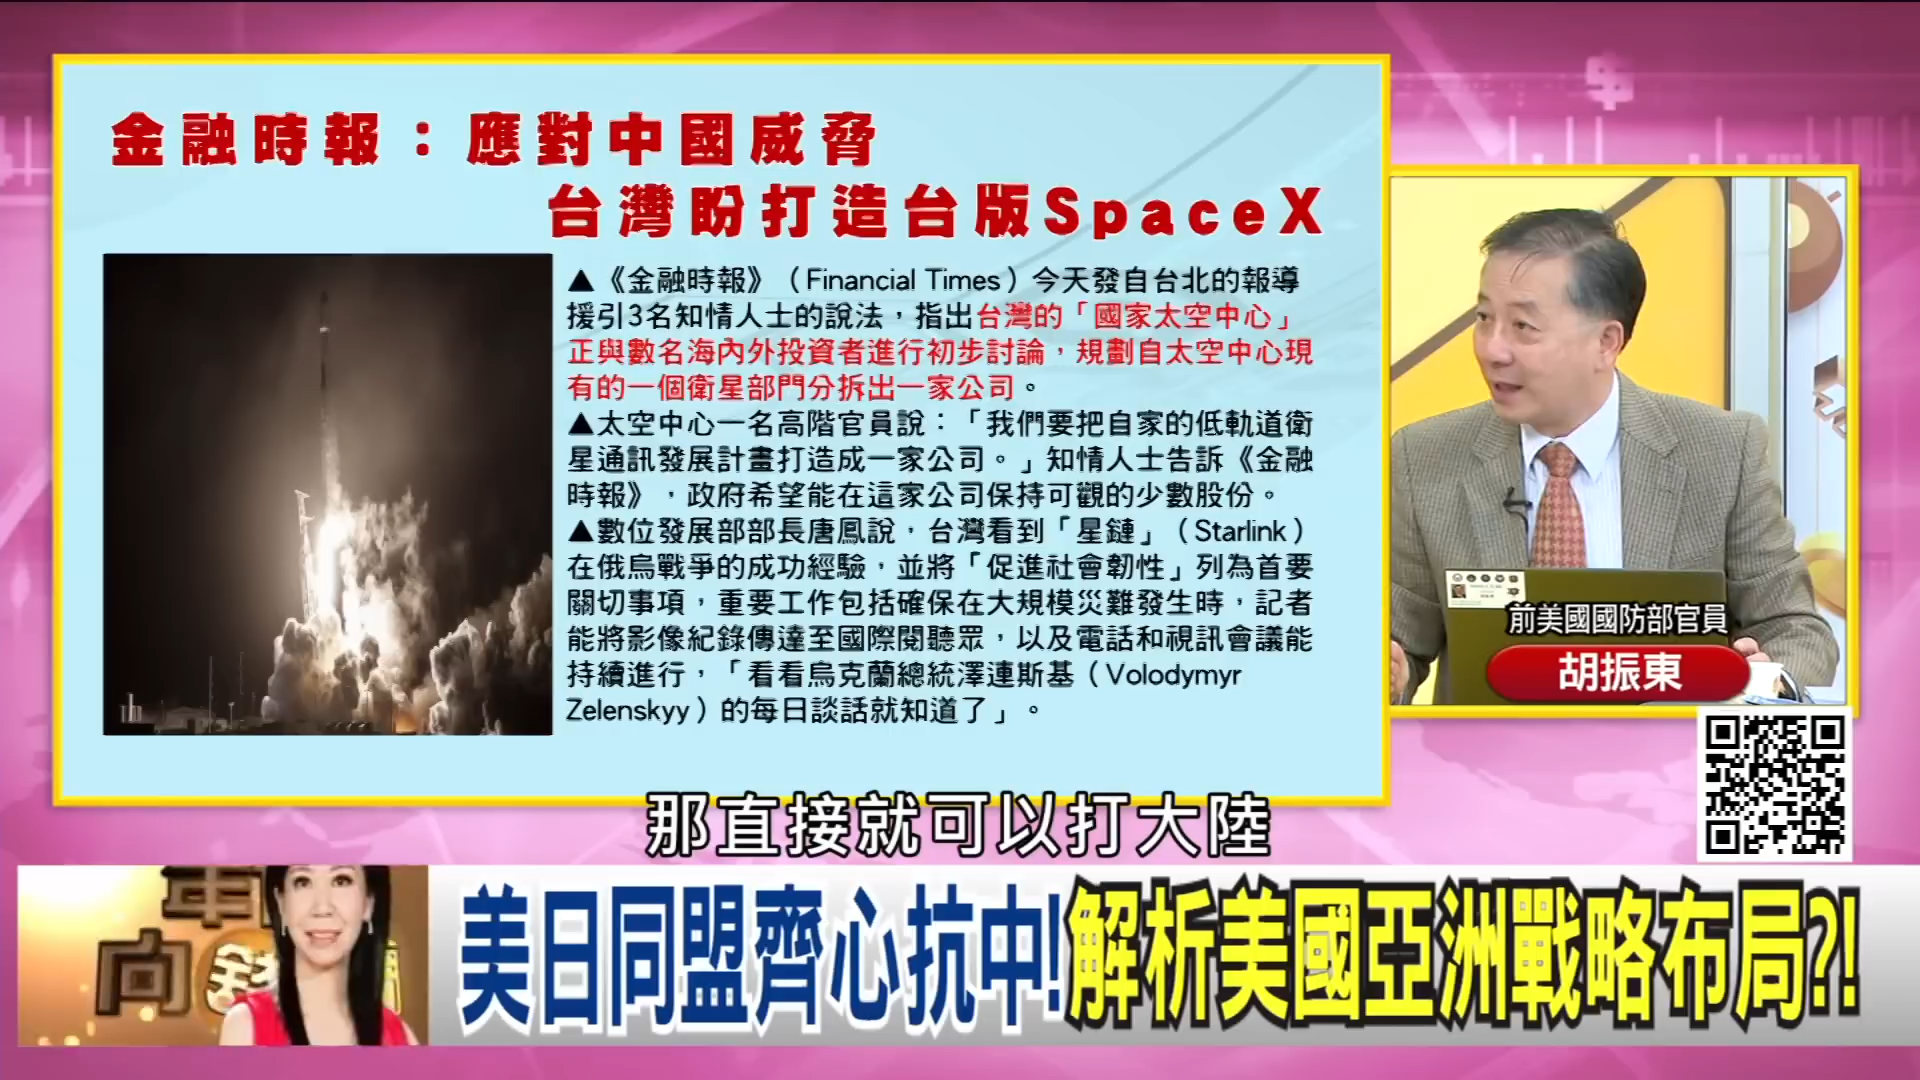 金融時報：應對中國威脅
台灣盼打造台版SpaceX
▲《金融時報》（Financial Times）今天發自台北的報導
援引3名知情人士的說法，指出台灣的「國家太空中心」
正與數名海內外投資者進行初步討論，規劃自太空中心現
有的一個衛星部門分拆出一家公司。
▲太空中心一名高階官員說：「我們要把自家的低軌道衛
星通訊發展計畫打造成一家公司。」知情人士告訴《金融
時報》，政府希望能在這家公司保持可觀的少數股份。
▲數位發展部部長唐鳳說，台灣看到「星鏈」（Starlink）
在俄烏戰爭的成功經驗，並將「促進社會韌性」列為首要
關切事項，重要工作包括確保在大規模災難發生時，記者
能將影像紀錄傳達至國際閱聽眾，以及電話和視訊會議能
持續進行，「看看烏克蘭總統澤連斯基（Volodymyr
Zelenskyy）的每日談話就知道了」。
前美國國防部官員
胡振東
那直接就可以打大陸
向錢
美日同盟齊心抗中!解析美國亞洲戰略布局?!